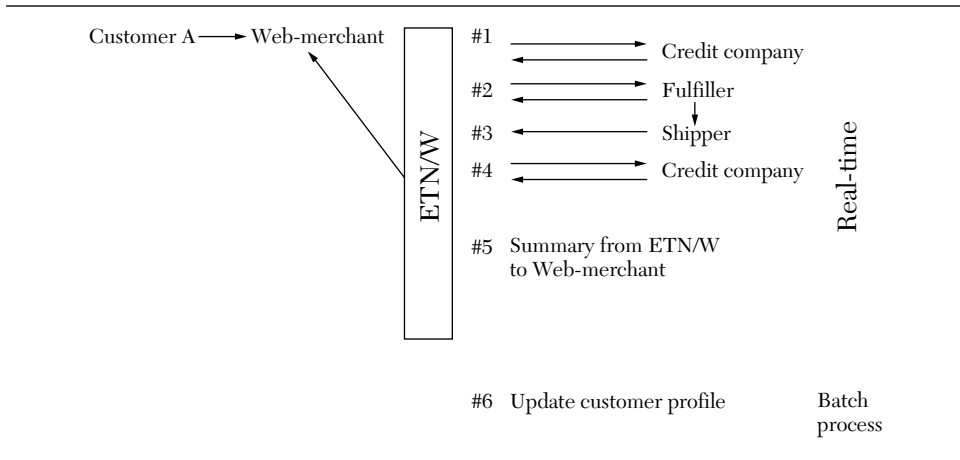 Customer A Web-merchant
ETN/W
#1 Credit company
#2 Fulfiller
#3 Shipper
#4 Credit company
#5 Summary from ETN/W
to Web-merchant
Real-time
#6 Update customer profile
Batch
process